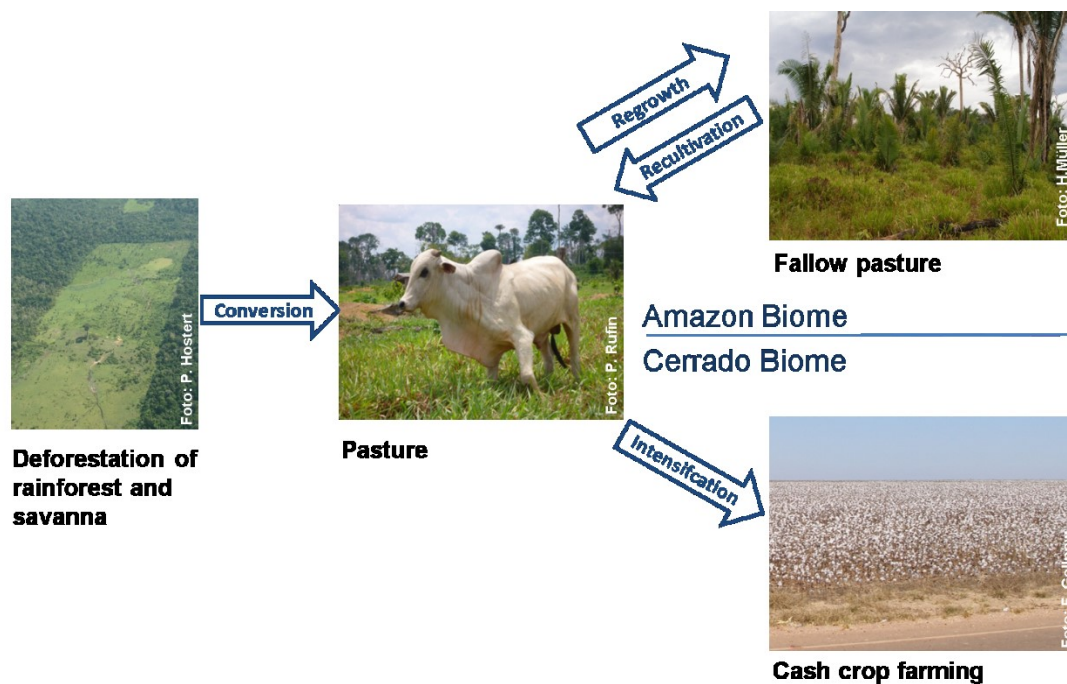 Regrowth
Recultivation
Foto: H.Müller
Fallow pasture
Foto: P. Hostert
Conversion
Foto: P. Rufin
Amazon Biome
Cerrado Biome
Deforestation of
rainforest and
savanna
Pasture
Intensifcation
Foto:
Cash crop farming